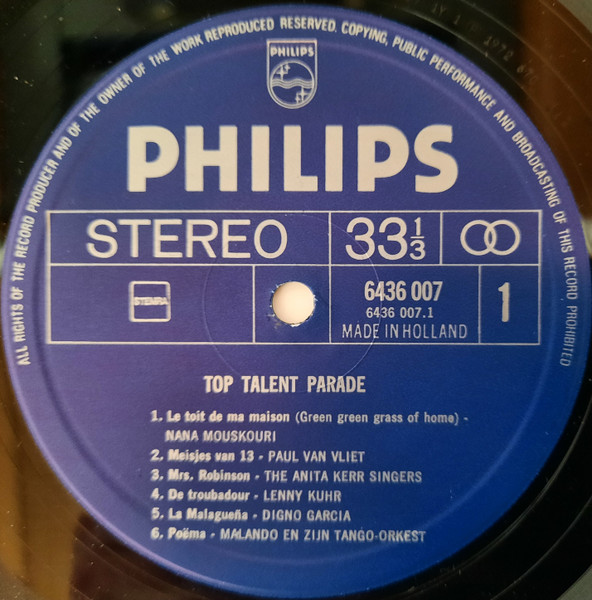 ALL RIGHTS OF THE RECORD PRODUCER AND OF THE OWNER OF THE WORK REPRODUCED RESERVED. COPYING, PUBLIC PERFORMANCE AND BROADCASTING OF THIS RECORD PROHIBITED
PHILIPS
PHILIPS
STEREO 33 1/3
STEMRA 6436 007 1
6436 007.1
MADE IN HOLLAND
TOP TALENT PARADE
1. Le toit de ma maison (Green green grass of home) -
NANA MOUSKOURI
2. Meisjes van 13 - PAUL VAN VLIET
3. Mrs. Robinson - THE ANITA KERR SINGERS
4. De troubadour - LENNY KUHR
5. La Malagueña - DIGNO GARCIA
6. Poëma - MALANDO EN ZIJN TANGO-ORKEST